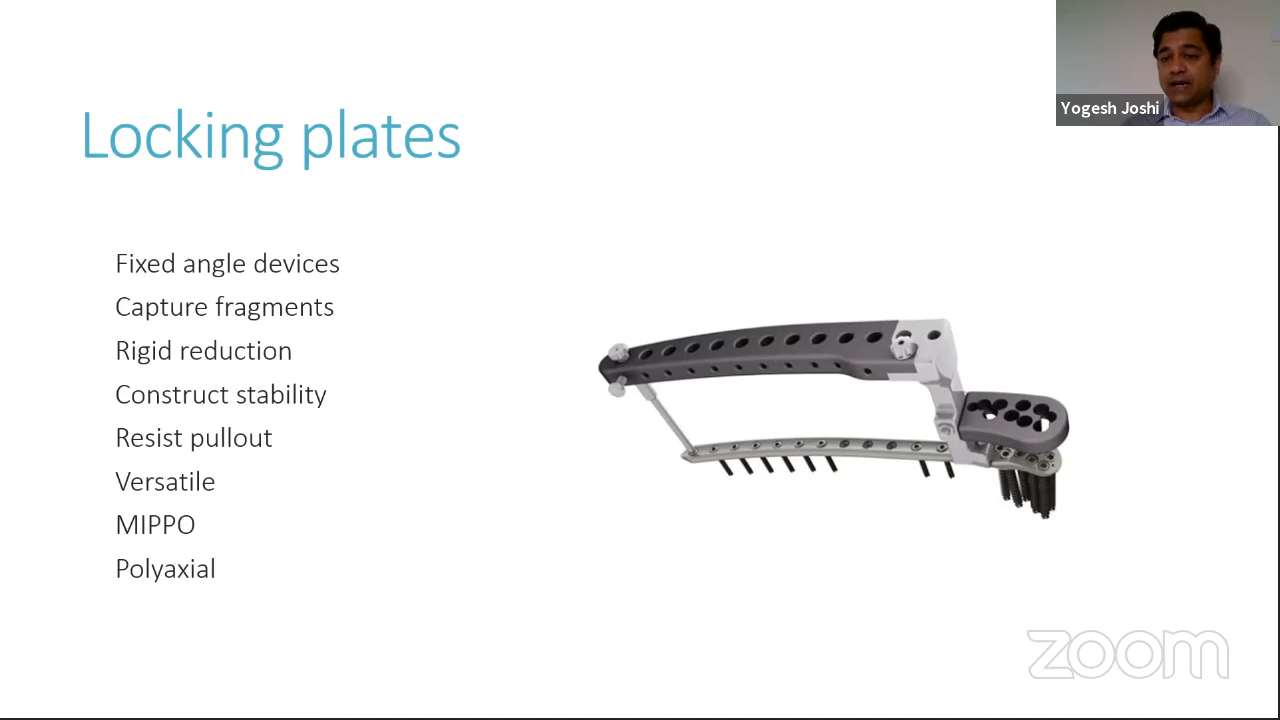 Yogesh Joshi
Locking plates
Fixed angle devices
Capture fragments
Rigid reduction
Construct stability
Resist pullout
Versatile
MIPPO
Polyaxial
zoom